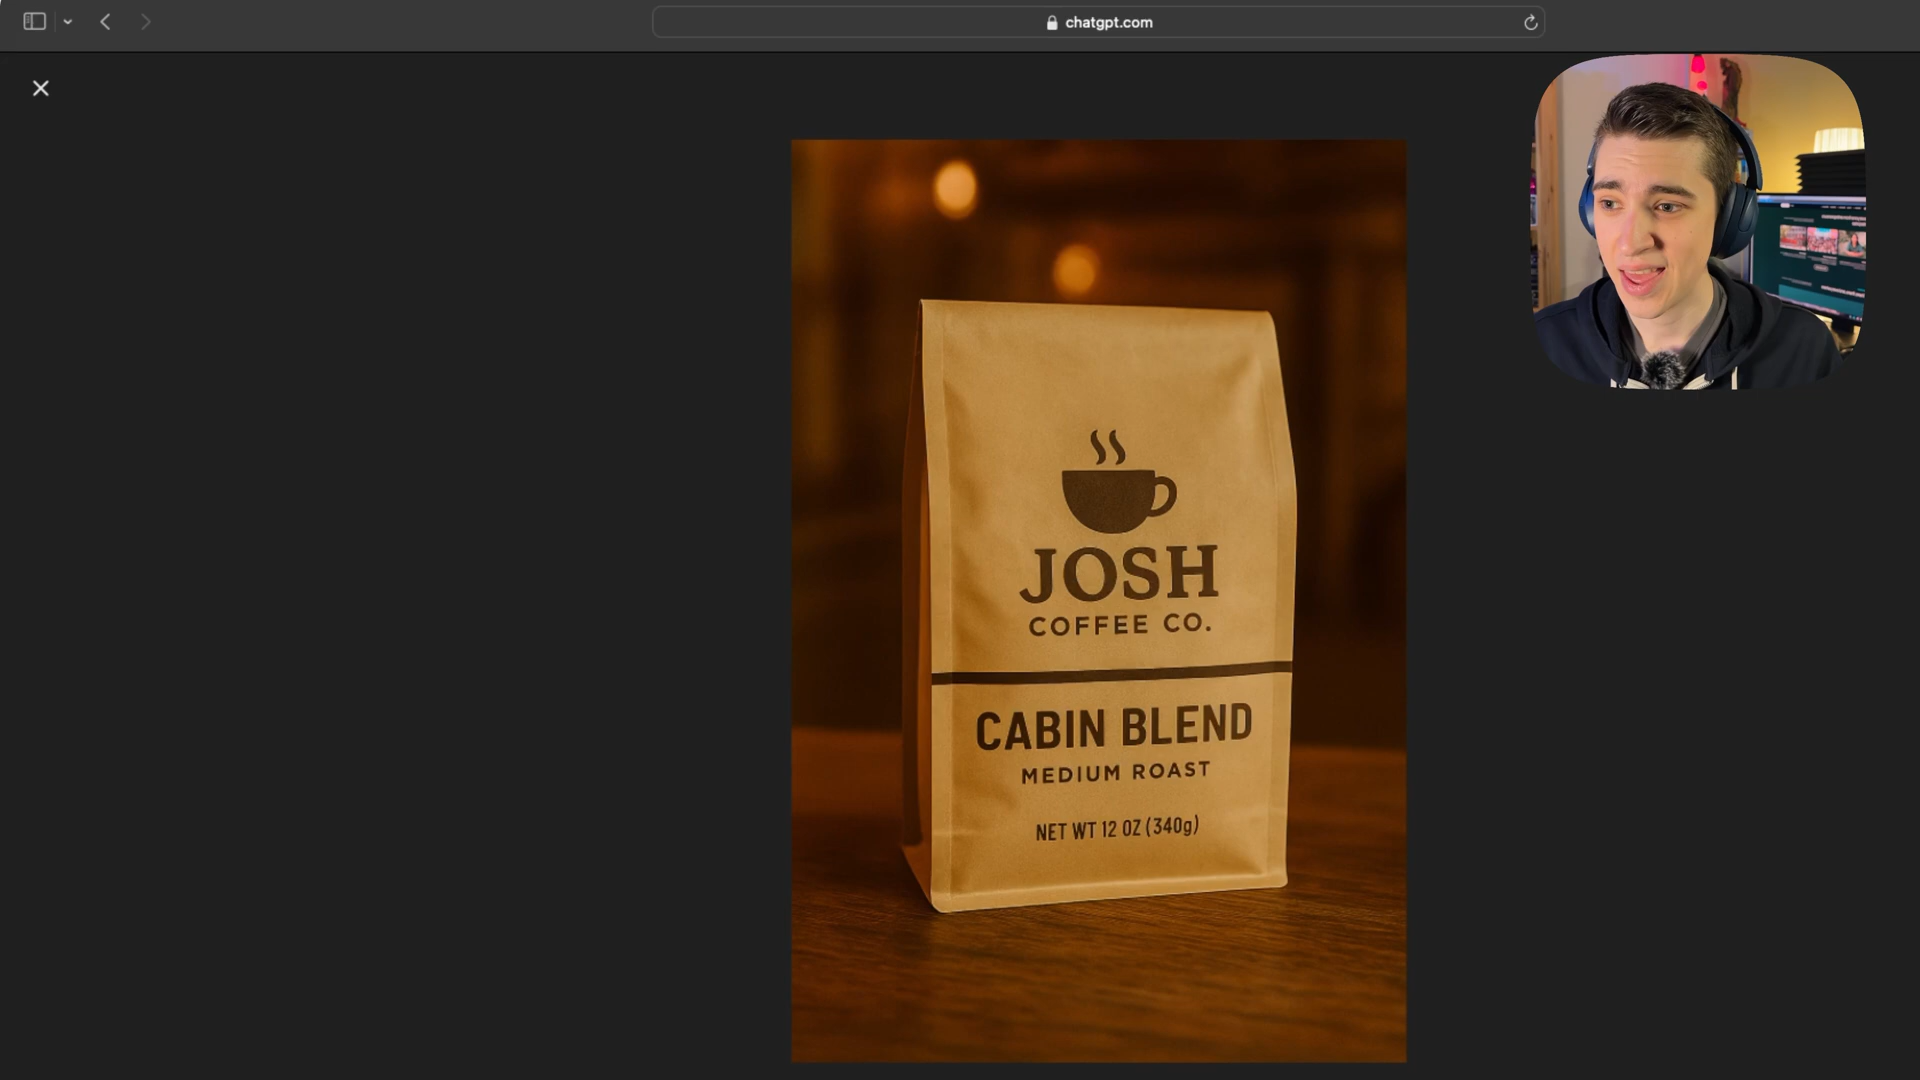 chatgpt.com
JOSH
COFFEE CO.
CABIN BLEND
MEDIUM ROAST
NET WT 12 OZ (340g)